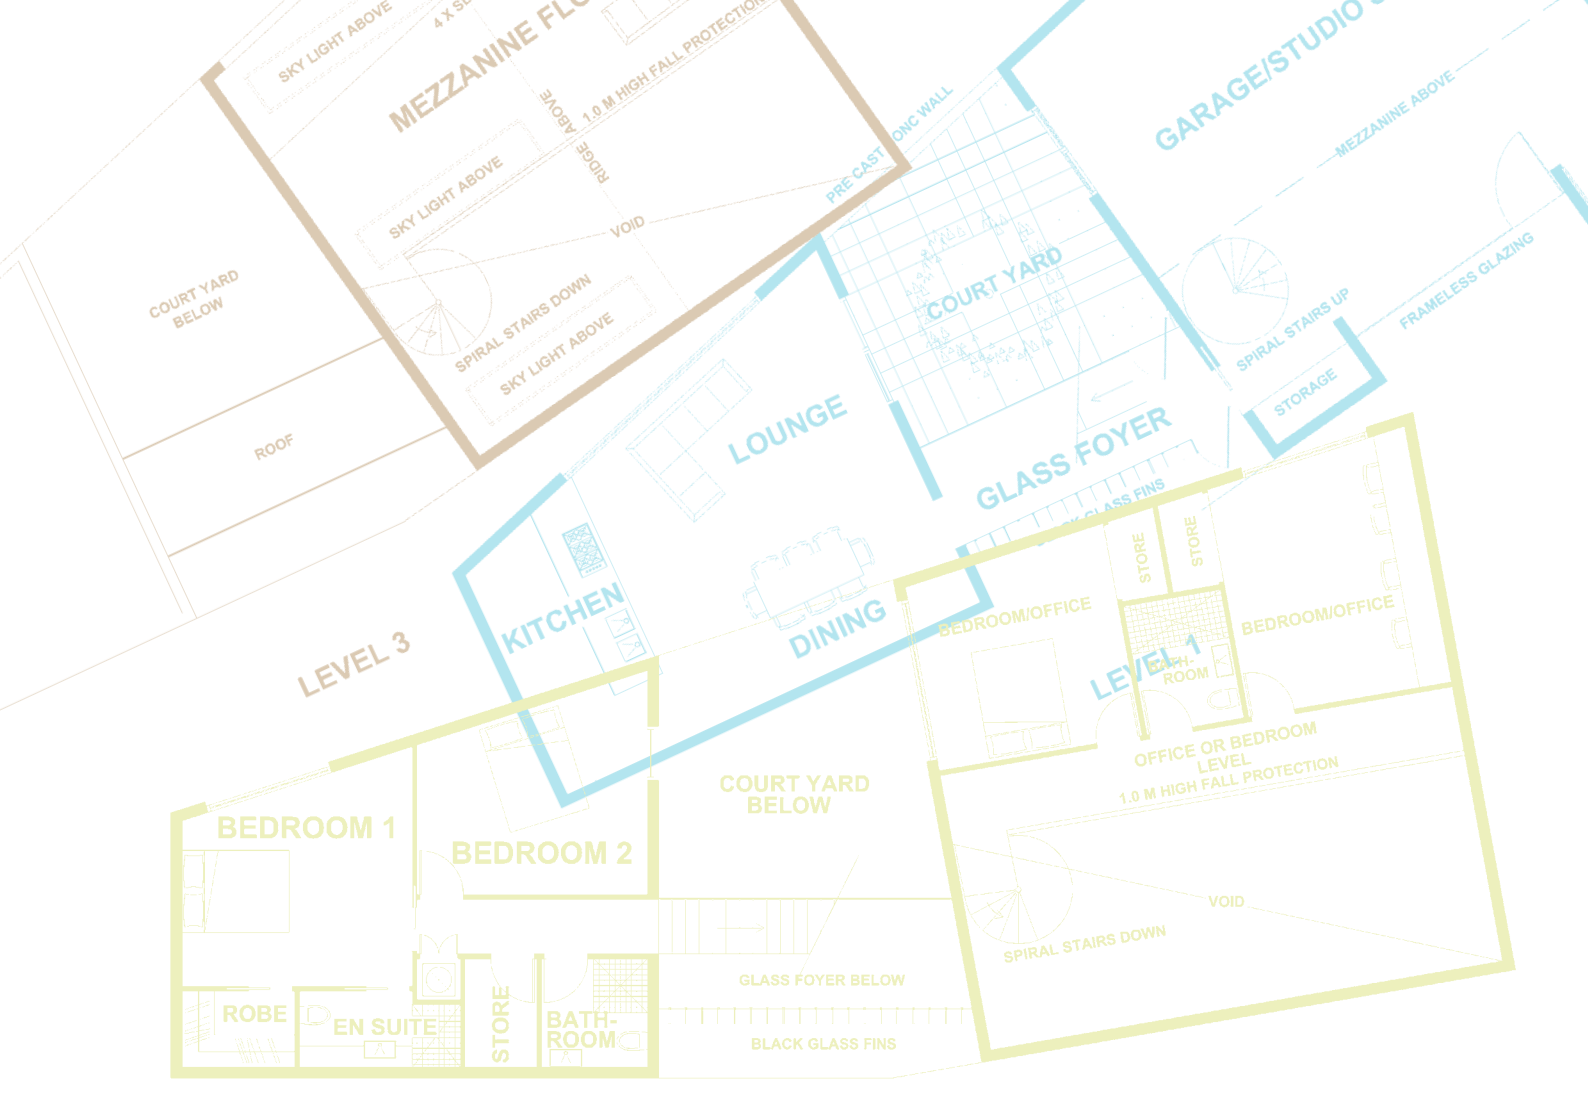 SKY LIGHT ABOVE
4 X
MEZZANINE
1.0 M HIGH FALL PROTECTION
RIDGE ABOVE
SKY LIGHT ABOVE
VOID
SPIRAL STAIRS DOWN
SKY LIGHT ABOVE
COURT YARD
BELOW
ROOF
LEVEL 3
GARAGE/STUDIO
MEZZANINE ABOVE
PRE CAST ONC WALL
COURT YARD
FRAMELESS GLAZING
SPIRAL STAIRS UP
STORAGE
LOUNGE
GLASS FOYER
GLASS FINS
KITCHEN
DINING
LEVEL 1
STORE
STORE
BEDROOM/OFFICE
BEDROOM/OFFICE
BATH-
ROOM
OFFICE OR BEDROOM
LEVEL
1.0 M HIGH FALL PROTECTION
COURT YARD
BELOW
BEDROOM 1
BEDROOM 2
VOID
SPIRAL STAIRS DOWN
GLASS FOYER BELOW
ROBE
EN SUITE
STORE
BATH-
ROOM
BLACK GLASS FINS